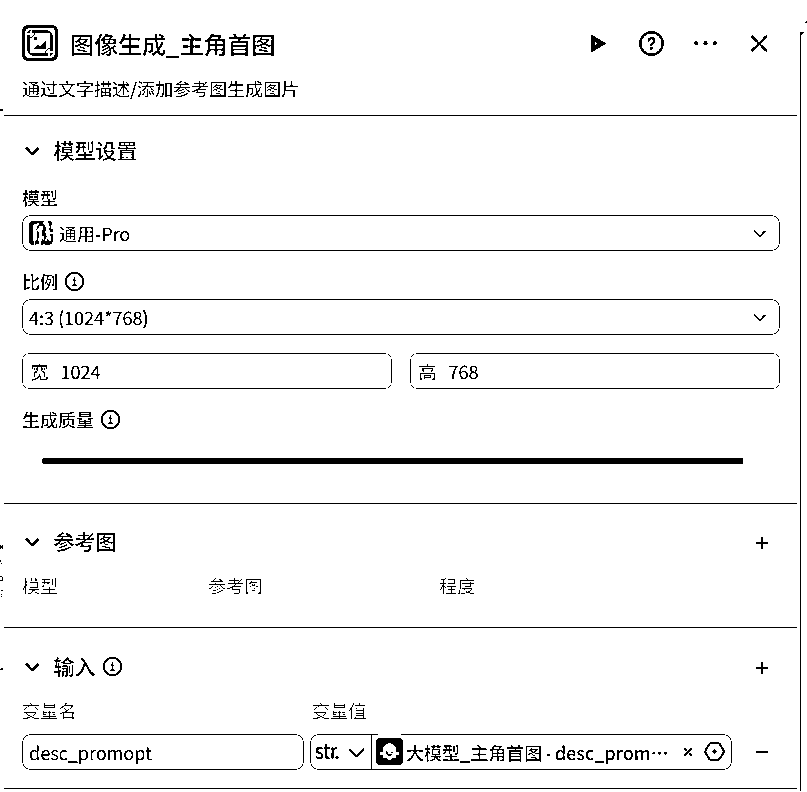 图像生成_主角首图
通过文字描述/添加参考图生成图片
模型设置
模型
通用-Pro
比例
4:3 (1024*768)
宽 1024 高 768
生成质量
参考图
模型 参考图 程度
输入
变量名 变量值
desc_promopt str. 大模型_主角首图 - desc_prom···